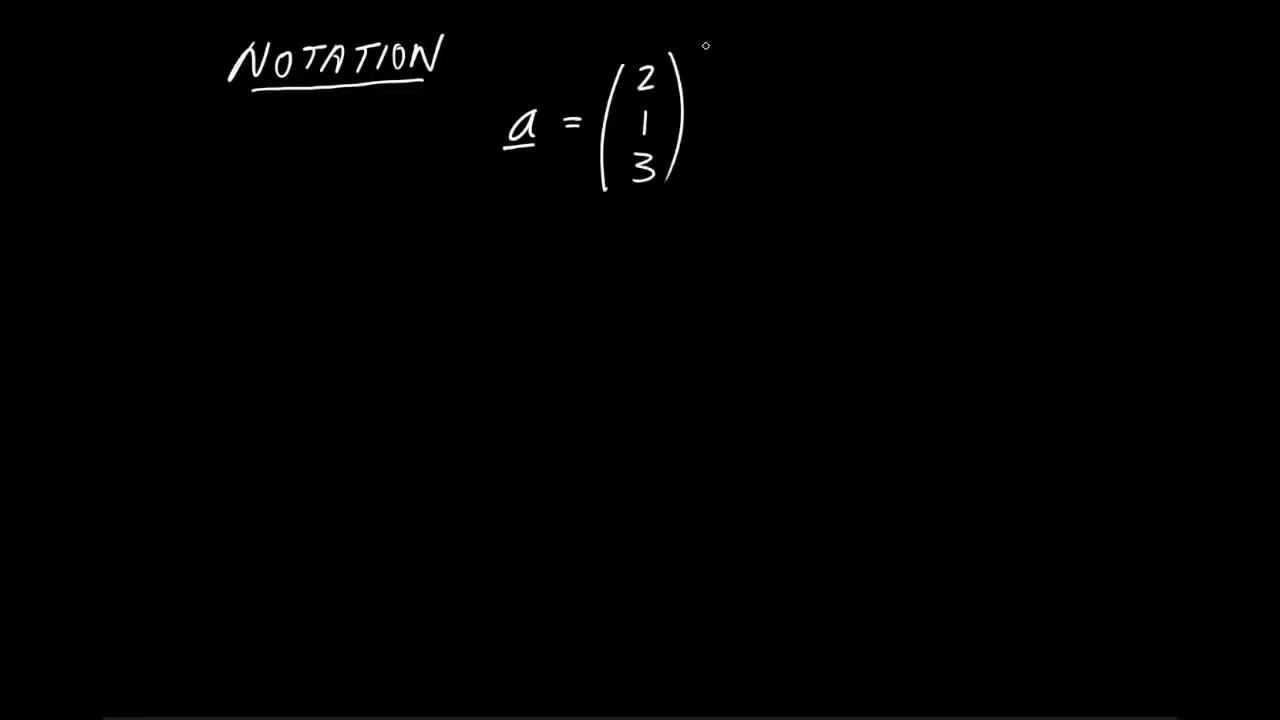 NOTATION
a = (2
1
3)